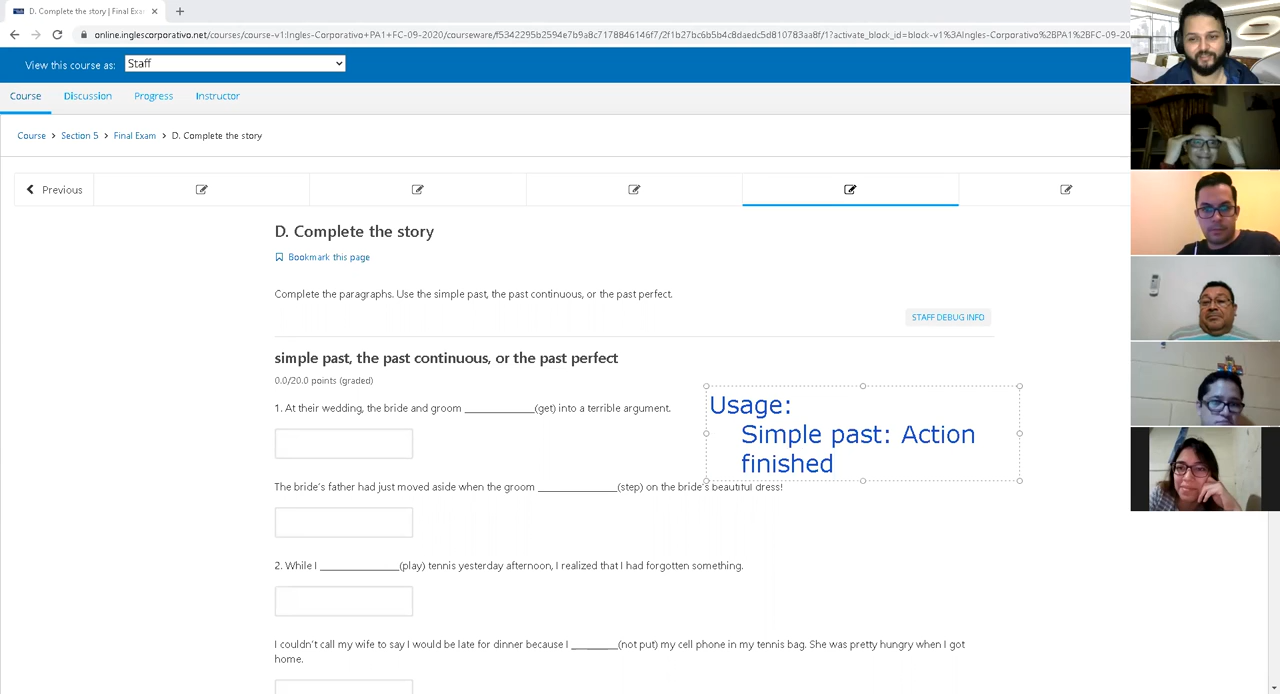 D. Complete the story | Final Exa
online.inglescorporativo.net/courses/course-v1:Ingles-Corporativo+PA1+FC-09-2020/
View this course as: Staff
Course Discussion Progress Instructor
Course > Section 5 > Final Exam > D. Complete the story
Previous
D. Complete the story
Bookmark this page
Complete the paragraphs. Use the simple past, the past continuous, or the past perfect.
STAFF DEBUG INFO
simple past, the past continuous, or the past perfect
0.0/20.0 points (graded)
1. At their wedding, the bride and groom _____________(get) into a terrible argument.
Usage:
Simple past: Action
finished
The bride's father had just moved aside when the groom _______________(step) on the bride's beautiful dress!
2. While I _______________(play) tennis yesterday afternoon, I realized that I had forgotten something.
I couldn't call my wife to say I would be late for dinner because I _________(not put) my cell phone in my tennis bag. She was pretty hungry when I got
home.